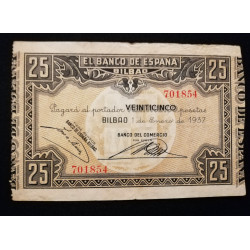 EL BANCO DE ESPAÑA
BILBAO
25 25
701854
Pagará al portador VEINTICINCO pesetas
BILBAO 1 de Enero de 1937
BANCO DEL COMERCIO
701854
25 25